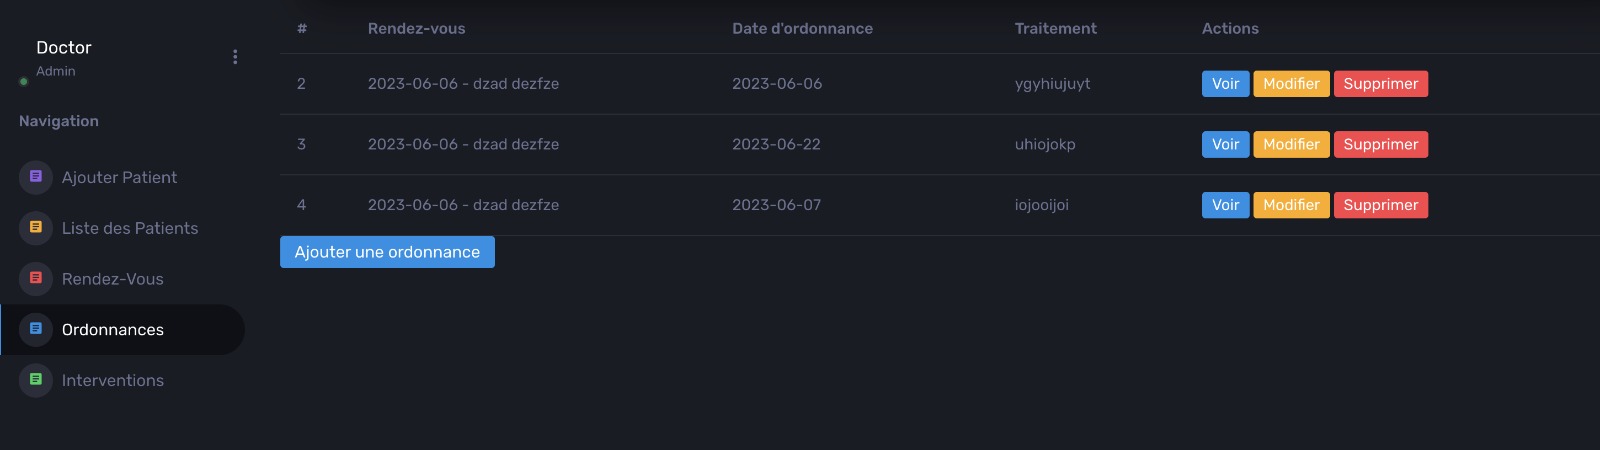 Doctor
Admin
Navigation
Ajouter Patient
Liste des Patients
Rendez-Vous
Ordonnances
Interventions
# Rendez-vous Date d'ordonnance Traitement Actions
2 2023-06-06 - dzad dezfze 2023-06-06 ygyhiujuyt Voir Modifier Supprimer
3 2023-06-06 - dzad dezfze 2023-06-22 uhiojokp Voir Modifier Supprimer
4 2023-06-06 - dzad dezfze 2023-06-07 iojooijoi Voir Modifier Supprimer
Ajouter une ordonnance